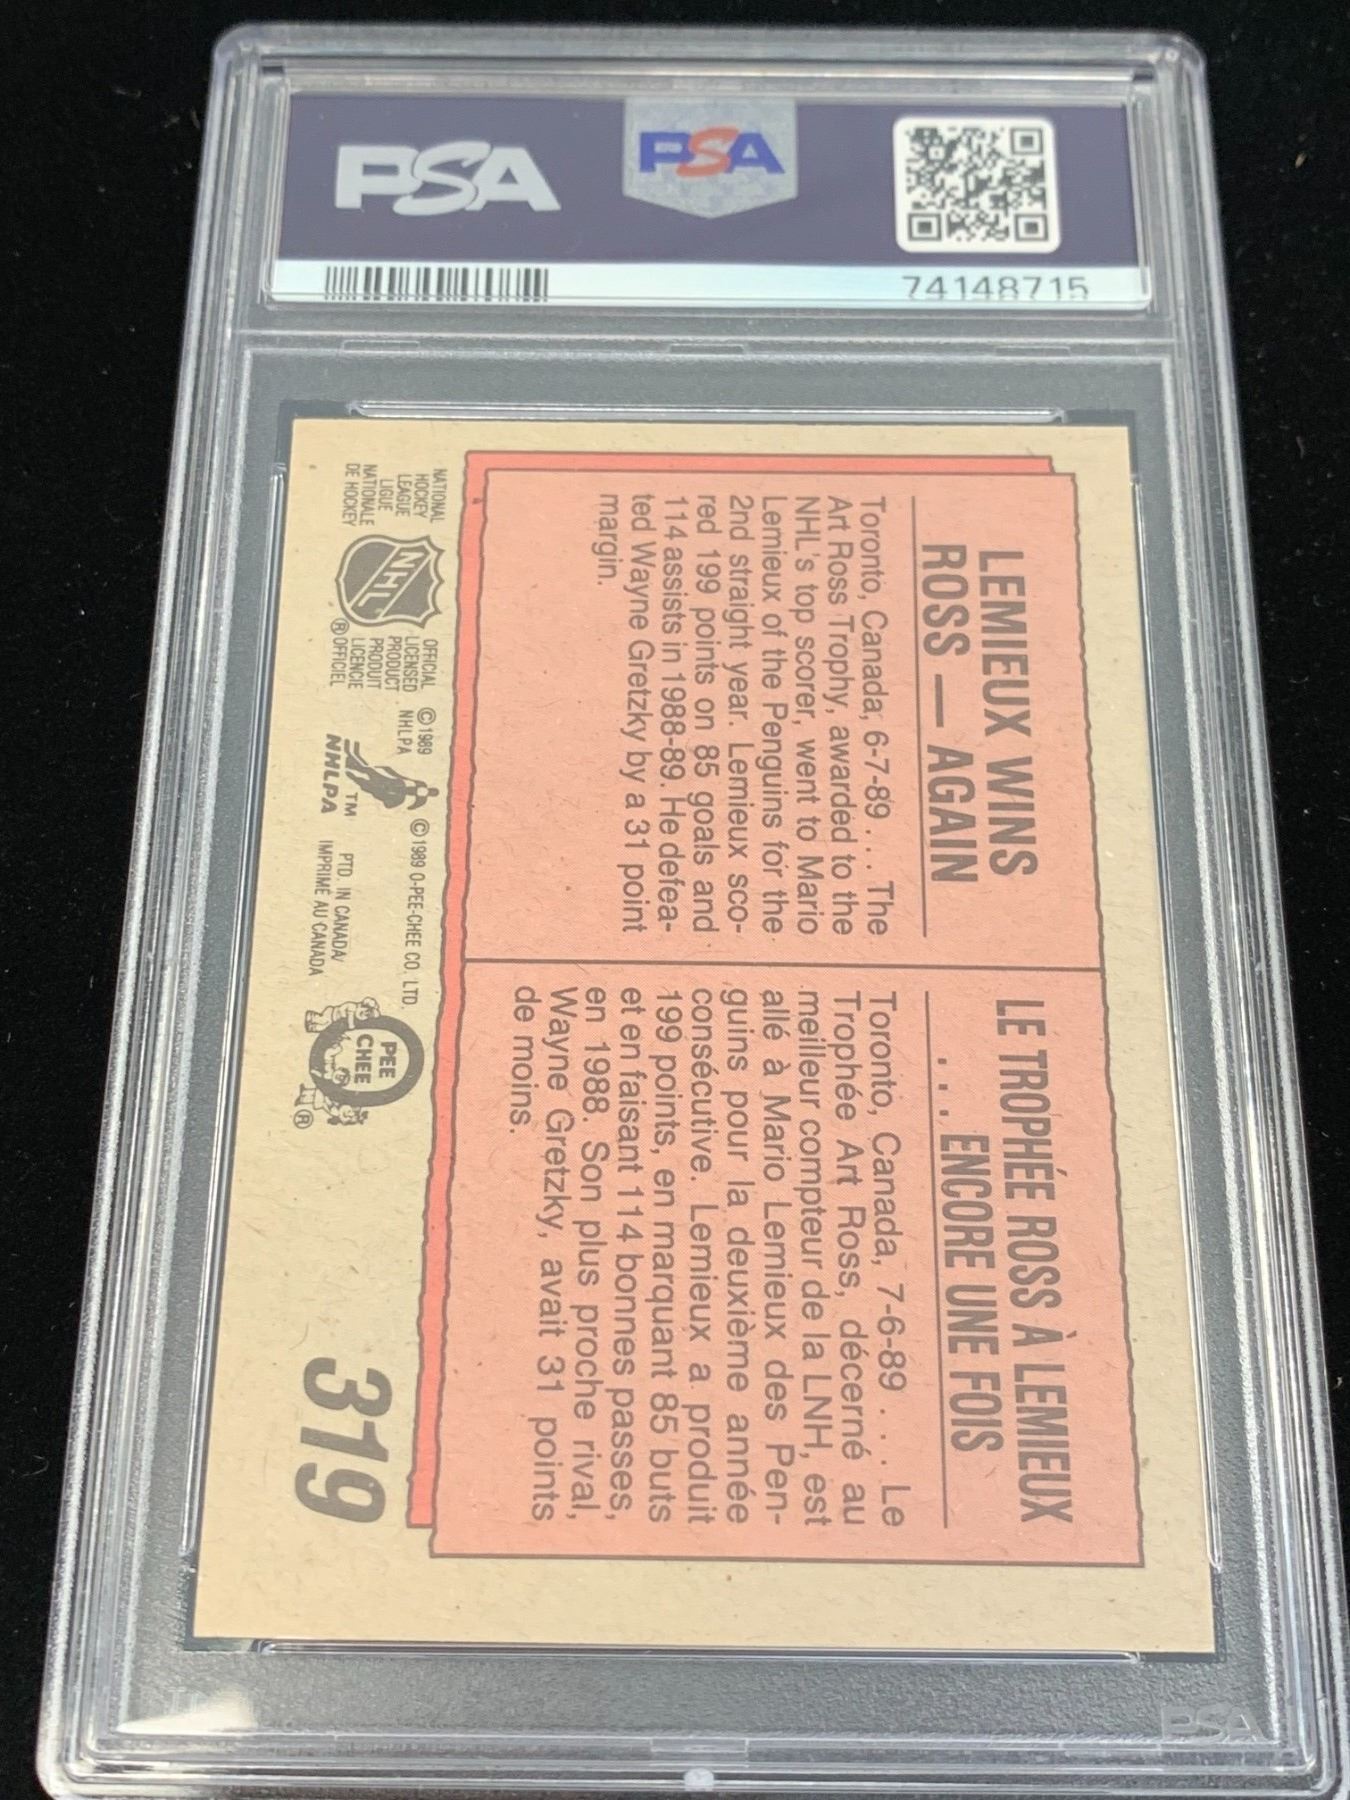 PSA
PSA
74148715
LEMIEUX WINS
ROSS — AGAIN
Toronto, Canada, 6-7-89 . . . The
Art Ross Trophy, awarded to the
NHL's top scorer, went to Mario
Lemieux of the Penguins for the
2nd straight year. Lemieux sco-
red 199 points on 85 goals and
114 assists in 1988-89. He defea-
ted Wayne Gretzky by a 31 point
margin.
LE TROPHÉE ROSS À LEMIEUX
. . . ENCORE UNE FOIS
Toronto, Canada, 7-6-89 . . . Le
Trophée Art Ross, décerné au
meilleur compteur de la LNH, est
allé à Mario Lemieux des Pen-
guins pour la deuxième année
consécutive. Lemieux a produit
199 points, en marquant 85 buts
et en faisant 114 bonnes passes,
en 1988. Son plus proche rival,
Wayne Gretzky, avait 31 points
de moins.
NATIONAL
HOCKEY
LEAGUE
LIGUE
NATIONALE
DE HOCKEY
NHL
®
OFFICIAL
LICENSED
PRODUCT
PRODUIT
LICENCIE
OFFICIEL
© 1989
NHLPA
TM
NHLPA
© 1989 O-PEE-CHEE CO. LTD.
PTD. IN CANADA/
IMPRIMÉ AU CANADA
O
PEE
CHEE
®
319
PSA